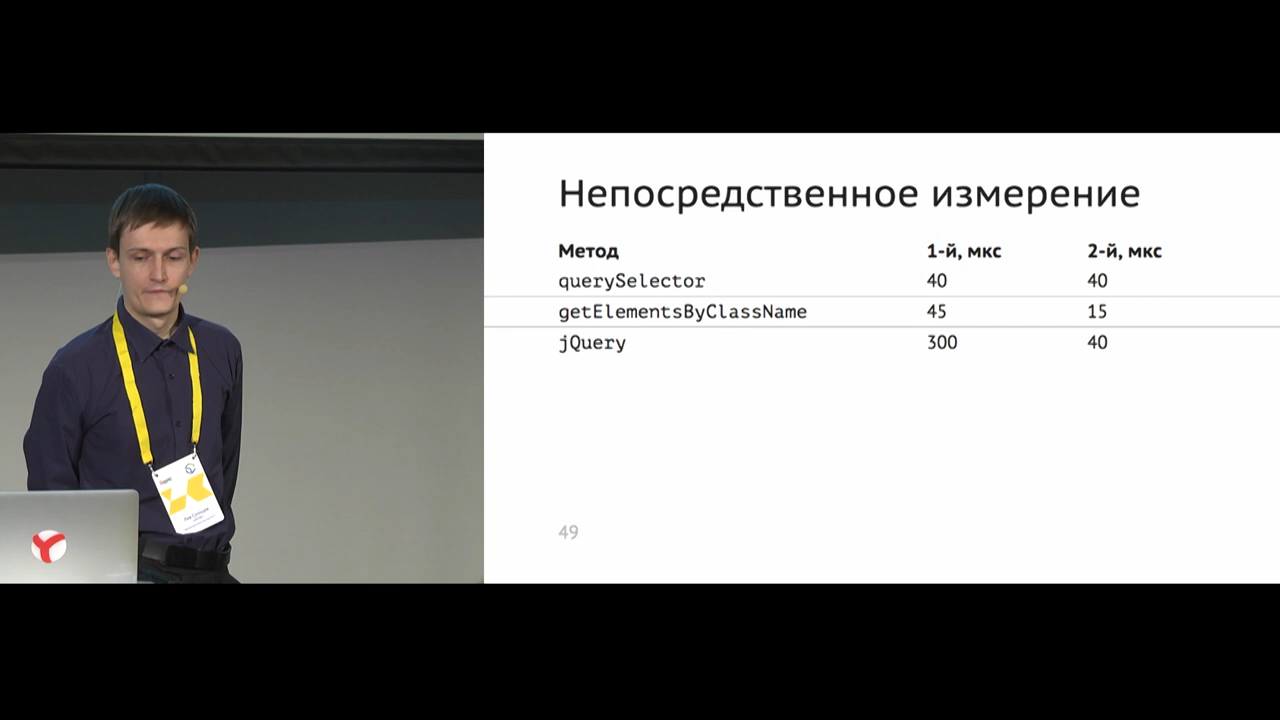 Непосредственное измерение
Метод 1-й, мкс 2-й, мкс
querySelector 40 40
getElementsByClassName 45 15
jQuery 300 40
49